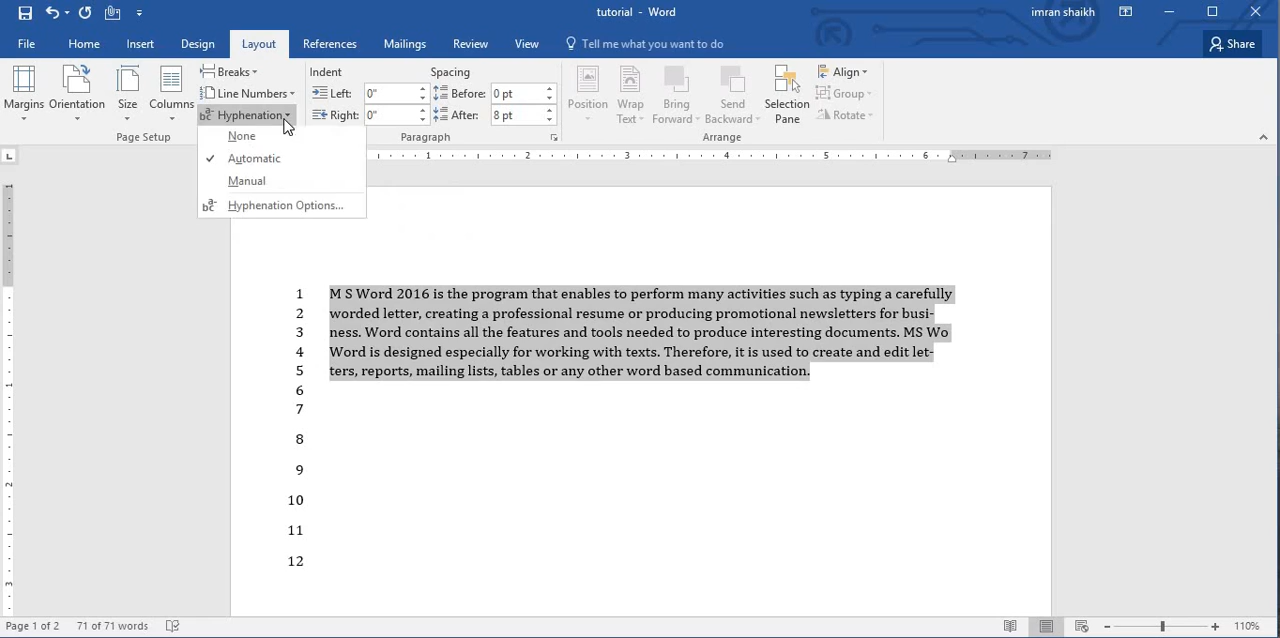 tutorial - Word
imran shaikh
File Home Insert Design Layout References Mailings Review View Tell me what you want to do Share
Margins
Orientation
Size
Columns
Breaks
Line Numbers
Hyphenation
Page Setup
Indent
Left: 0"
Right: 0"
Spacing
Before: 0 pt
After: 8 pt
Paragraph
Position
Wrap
Text
Bring
Forward
Send
Backward
Selection
Pane
Align
Group
Rotate
Arrange
None
Automatic
Manual
Hyphenation Options...
1 2 3 4 5 6 7
1 M S Word 2016 is the program that enables to perform many activities such as typing a carefully
2 worded letter, creating a professional resume or producing promotional newsletters for busi-
3 ness. Word contains all the features and tools needed to produce interesting documents. MS Wo
4 Word is designed especially for working with texts. Therefore, it is used to create and edit let-
5 ters, reports, mailing lists, tables or any other word based communication.
6
7
8
9
10
11
12
Page 1 of 2 71 of 71 words
110%